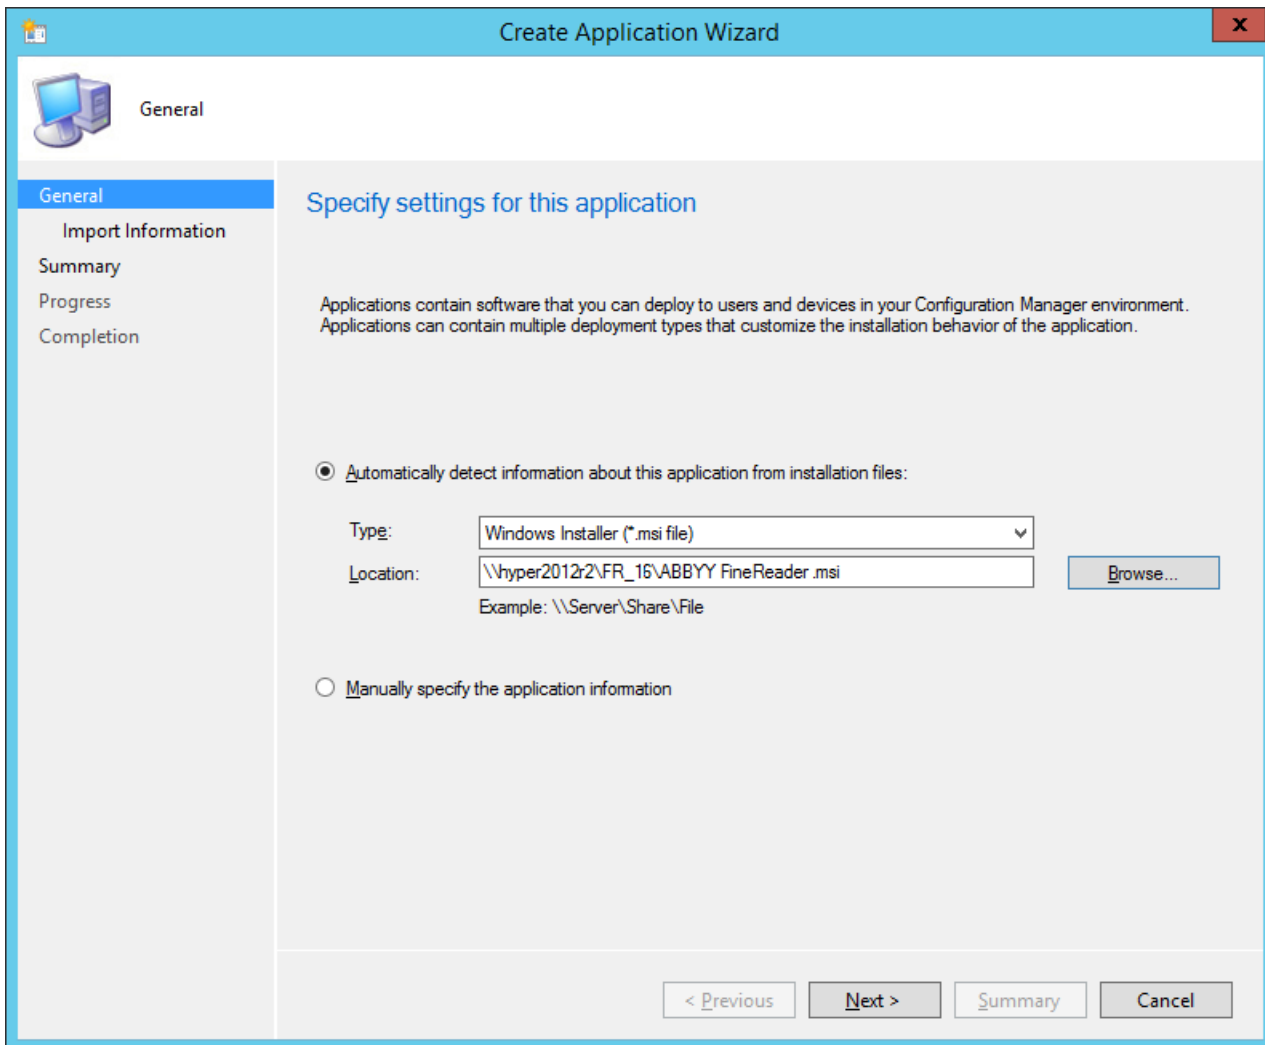 Create Application Wizard
x
General
General
Import Information
Summary
Progress
Completion
Specify settings for this application
Applications contain software that you can deploy to users and devices in your Configuration Manager environment.
Applications can contain multiple deployment types that customize the installation behavior of the application.
Automatically detect information about this application from installation files:
Type: Windows Installer (*.msi file)
Location: \\hyper2012r2\FR_16\ABBYY FineReader .msi Browse...
Example: \\Server\Share\File
Manually specify the application information
< Previous Next > Summary Cancel